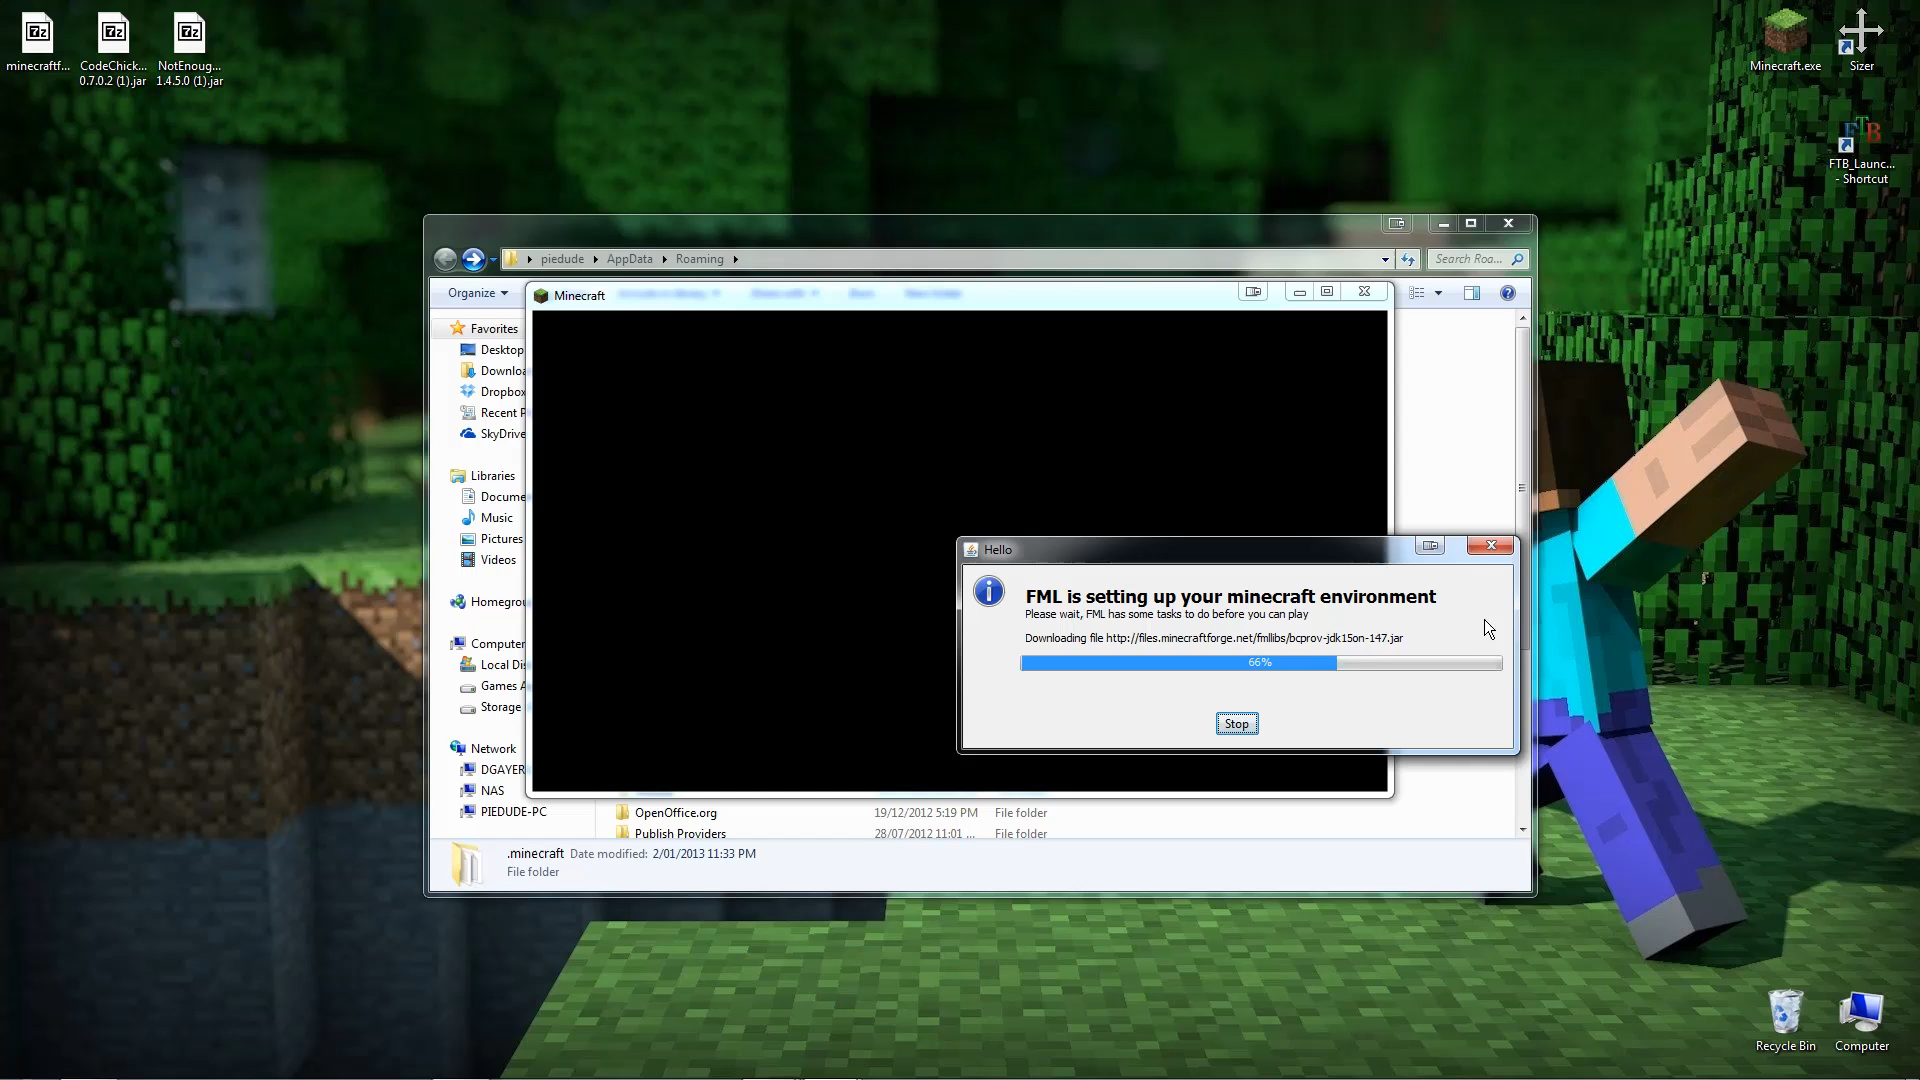 minecraftf...
CodeChick...
0.7.0.2 (1).jar
NotEnoug...
1.4.5.0 (1).jar
Minecraft.exe
Sizer
FTB
FTB_Launc...
- Shortcut
piedude
AppData
Roaming
Search Roa...
Organize
Minecraft
Favorites
Desktop
Downloa
Dropbox
Recent P
SkyDrive
Libraries
Docume
Music
Pictures
Videos
Homegrou
Computer
Local Dis
Games A
Storage
Network
DGAYER
NAS
PIEDUDE-PC
Hello
FML is setting up your minecraft environment
Please wait, FML has some tasks to do before you can play
Downloading file http://files.minecraftforge.net/fmllibs/bcprov-jdk15on-147.jar
66%
Stop
OpenOffice.org 19/12/2012 5:19 PM File folder
Publish Providers 28/07/2012 11:01 ... File folder
.minecraft Date modified: 2/01/2013 11:33 PM
File folder
Recycle Bin
Computer